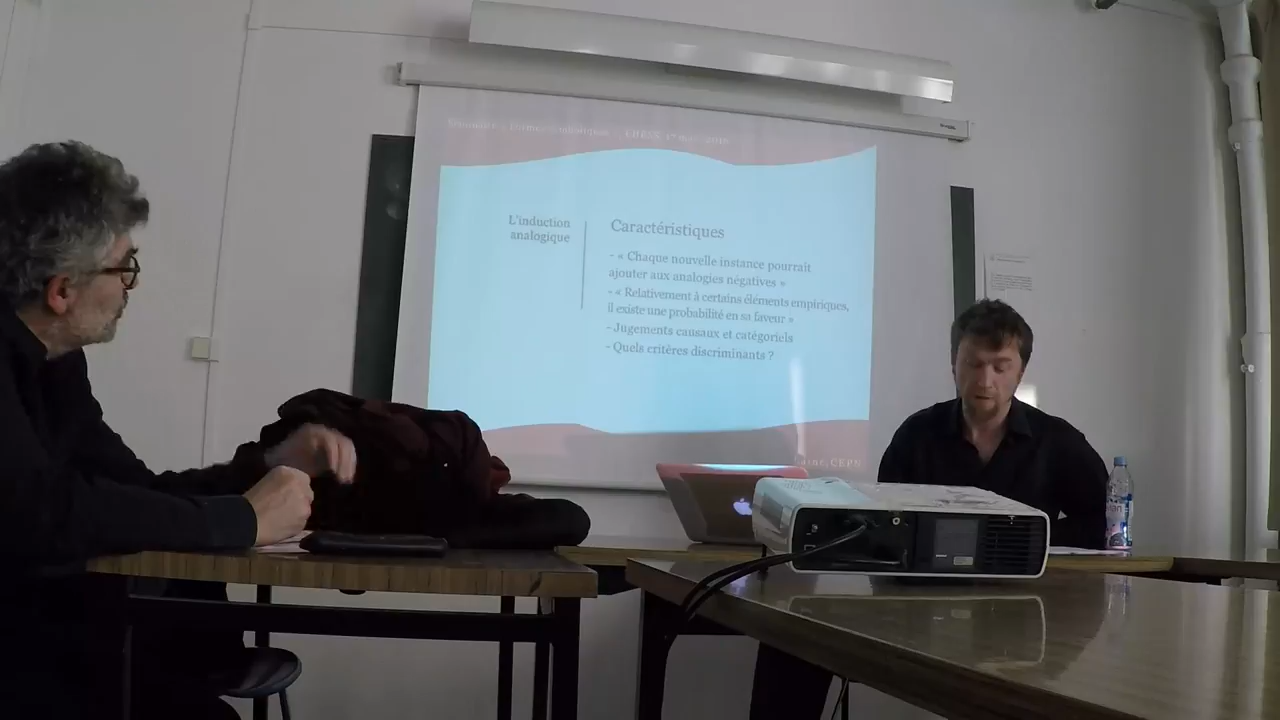 L'induction
analogique
Caractéristiques
- « Chaque nouvelle instance pourrait
ajouter aux analogies négatives »
- « Relativement à certains éléments empiriques,
il existe une probabilité en sa faveur »
- Jugements causaux et catégoriels
- Quels critères discriminants ?
CEPN